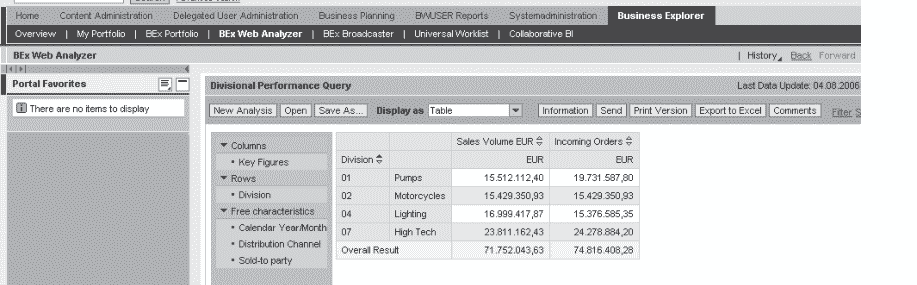 Home Content Administration Delegated User Administration Business Planning BWUSER Reports Systemadministration Business Explorer
Overview | My Portfolio | BEx Portfolio | BEx Web Analyzer | BEx Broadcaster | Universal Worklist | Collaborative BI
BEx Web Analyzer | History Back Forward
Portal Favorites
There are no items to display
Divisional Performance Query Last Data Update: 04.08.2006
New Analysis Open Save As... Display as Table Information Send Print Version Export to Excel Comments Filter
Columns
• Key Figures
Rows
• Division
Free characteristics
• Calendar Year/Month
• Distribution Channel
• Sold-to party
Sales Volume EUR Incoming Orders
Division EUR EUR
01 Pumps 15.512.112,40 19.731.587,80
02 Motorcycles 15.429.350,93 15.429.350,93
04 Lighting 16.999.417,87 15.376.585,35
07 High Tech 23.811.162,43 24.278.884,20
Overall Result 71.752.043,63 74.816.408,28